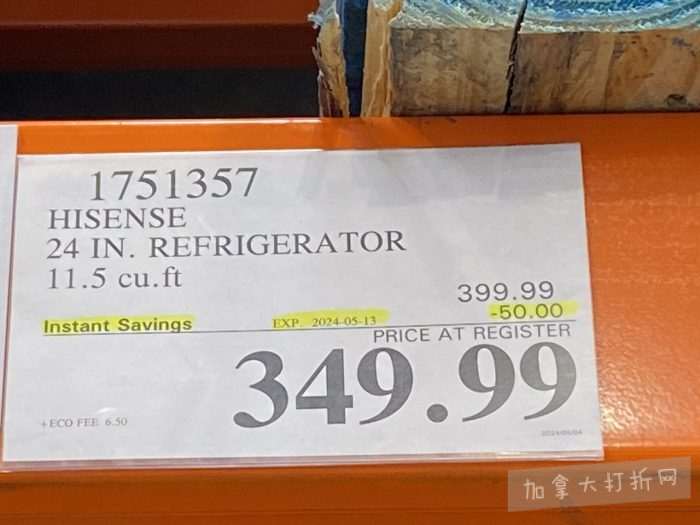 1751357
HISENSE
24 IN. REFRIGERATOR
11.5 cu.ft
399.99
Instant Savings EXP. 2024-05-13 -50.00
PRICE AT REGISTER
349.99
+ECO FEE 6.50
加拿大打折网